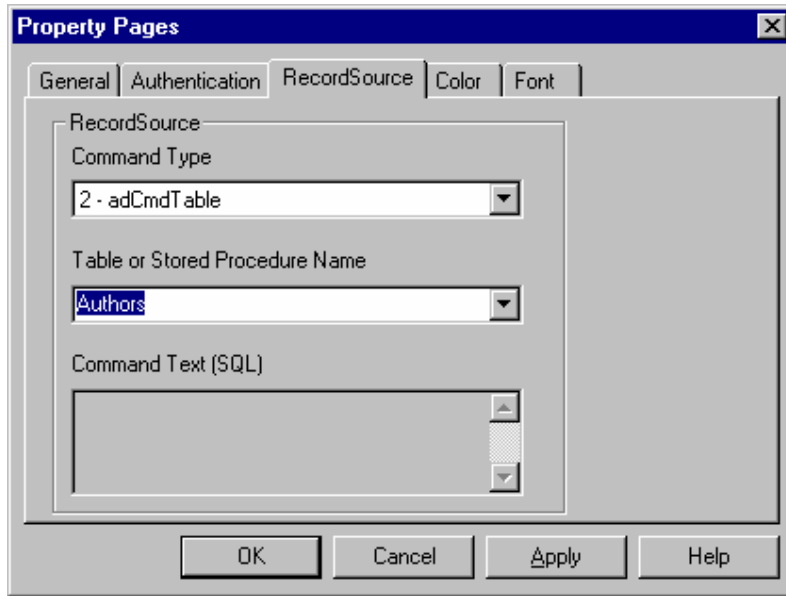 Property Pages
General Authentication RecordSource Color Font
RecordSource
Command Type
2 - adCmdTable
Table or Stored Procedure Name
Authors
Command Text (SQL)
OK Cancel Apply Help